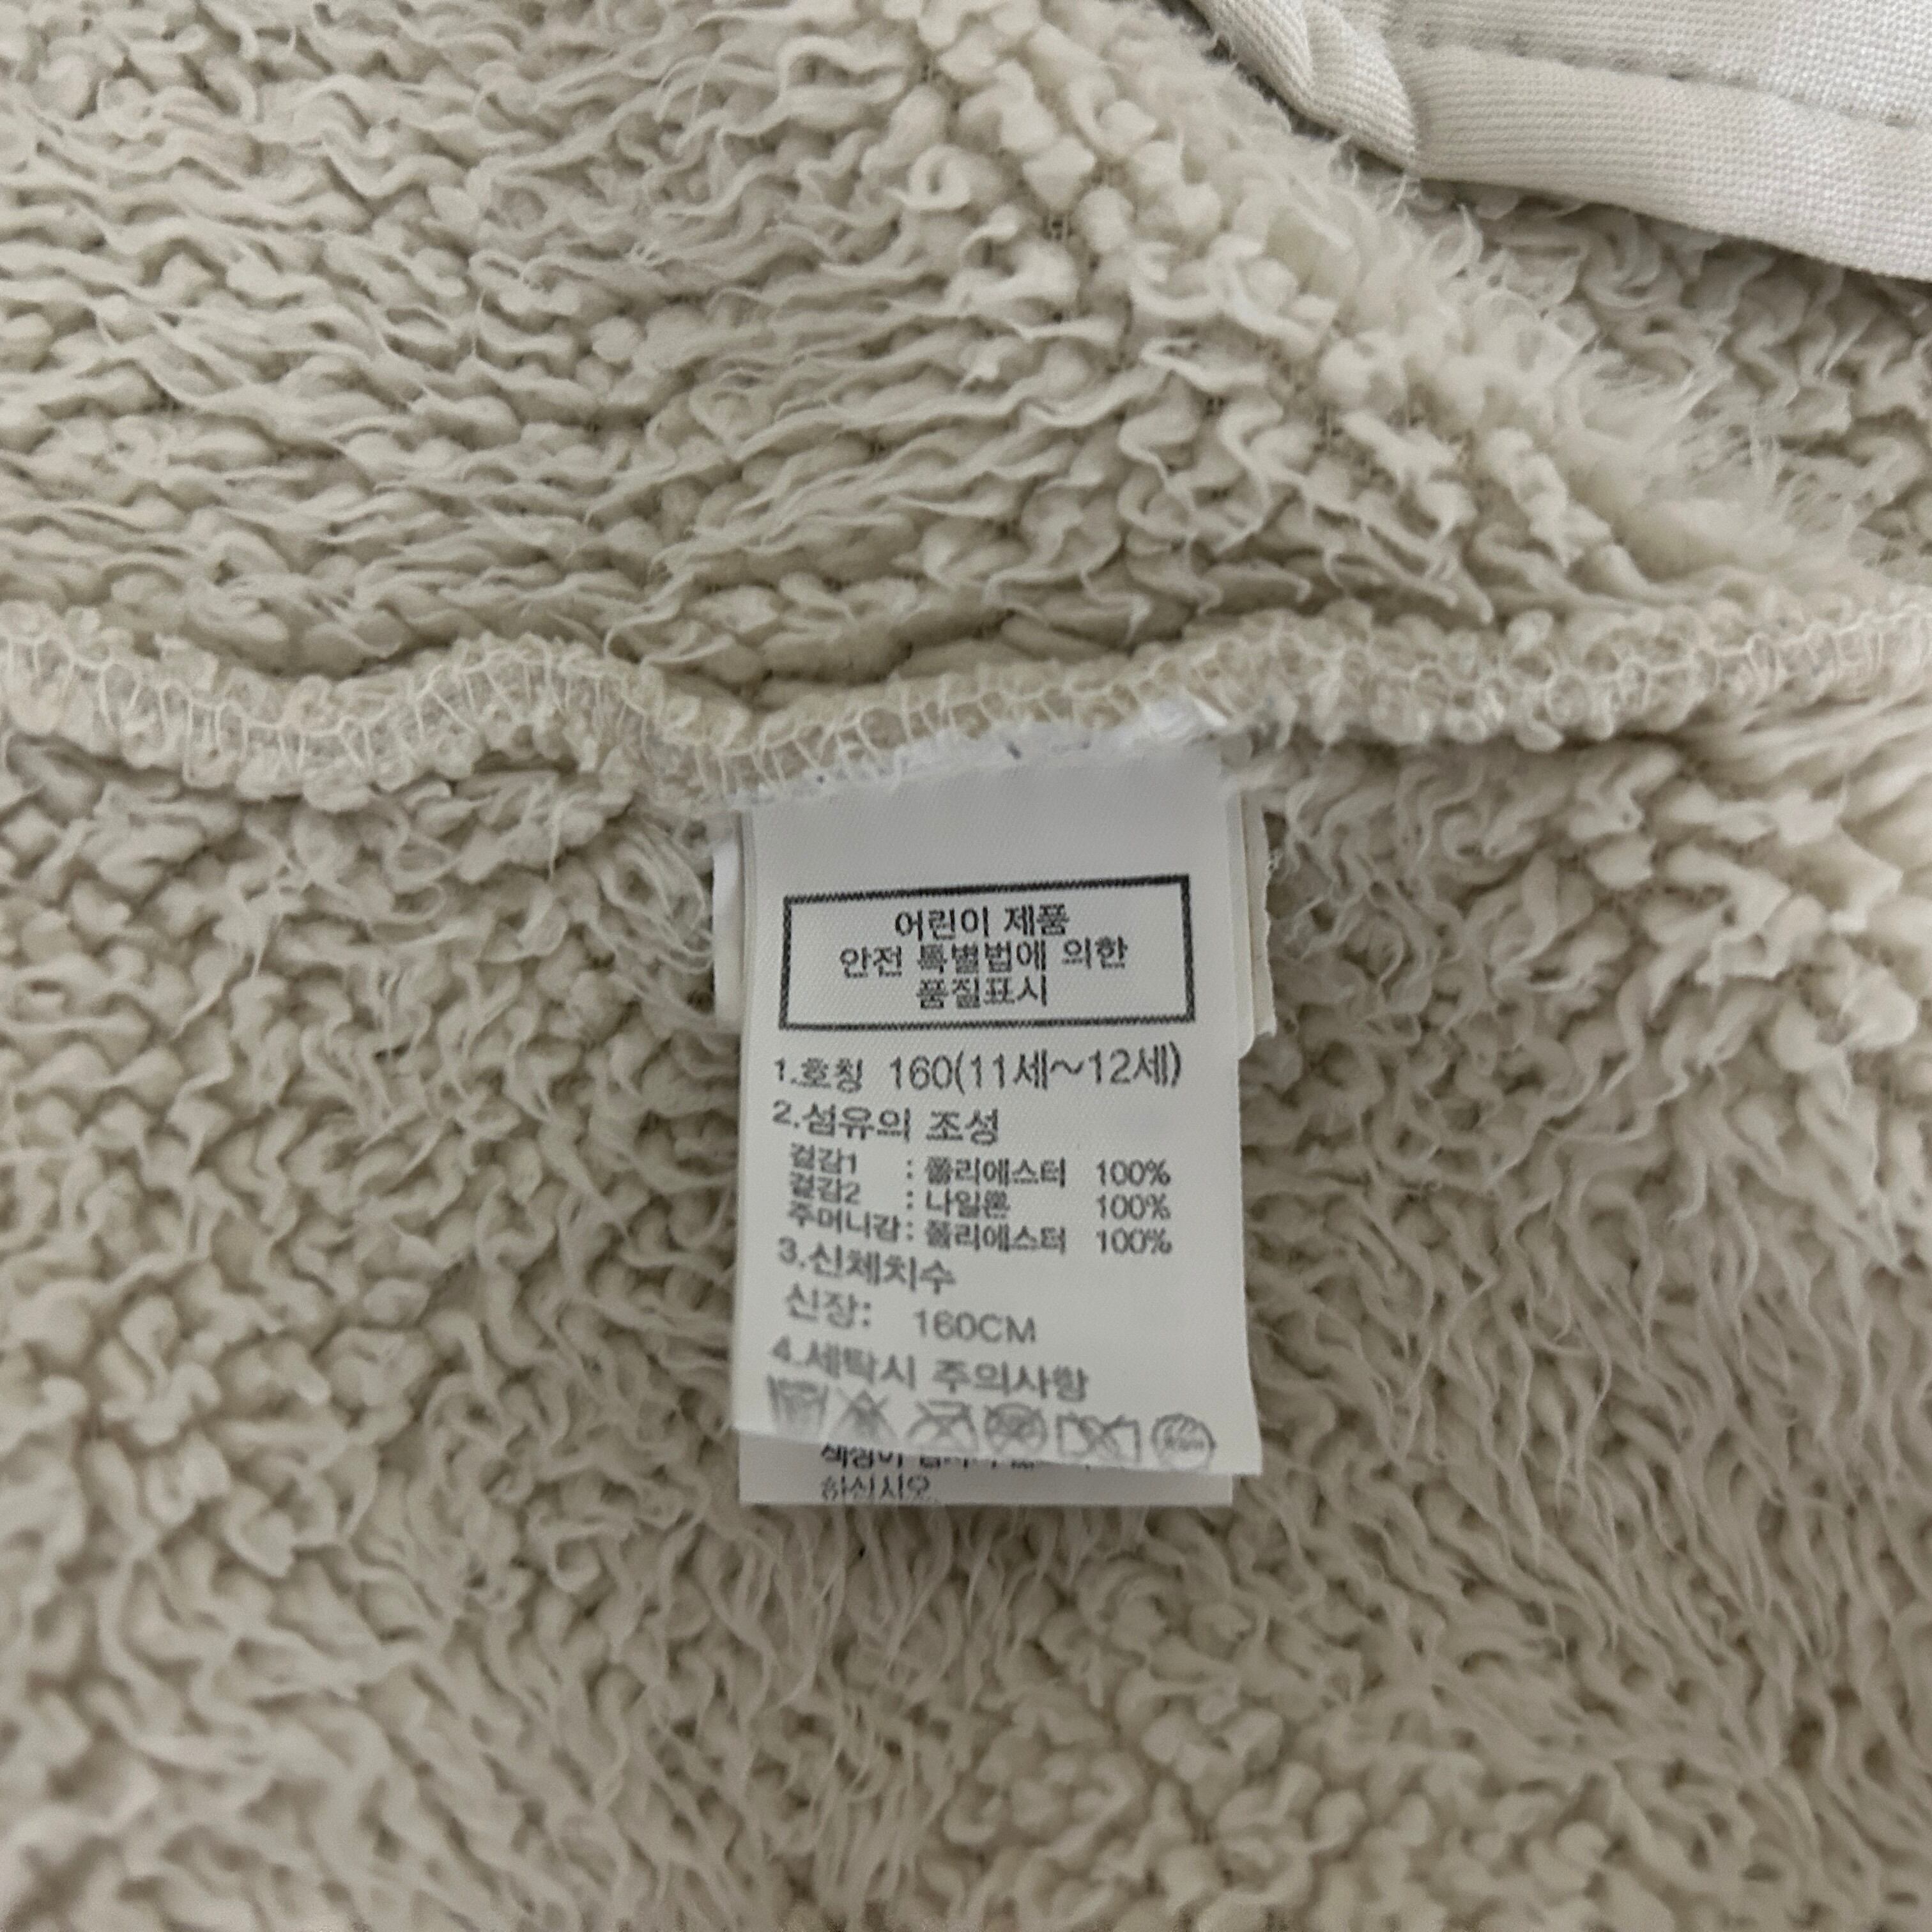 어린이 제품
안전 특별법에 의한
품질표시
1.호칭 160(11세~12세)
2.섬유의 조성
겉감1 : 폴리에스터 100%
겉감2 : 나일론 100%
주머니감 : 폴리에스터 100%
3.신체치수
신장: 160CM
4.세탁시 주의사항
하십시오